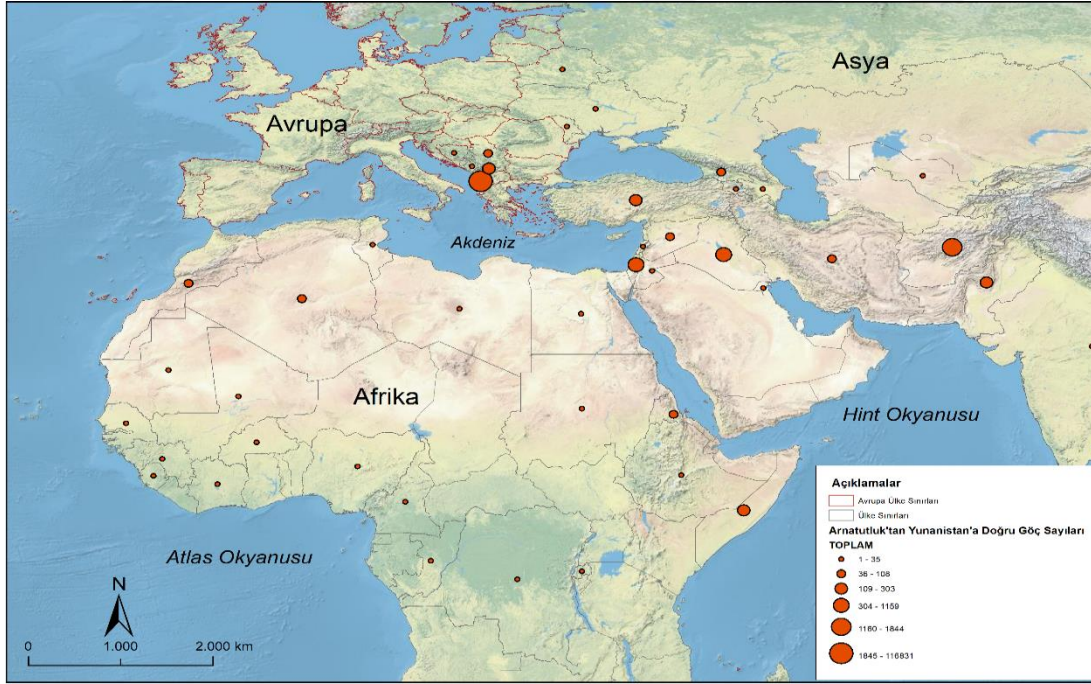 Asya
Avrupa
Akdeniz
Afrika
Hint Okyanusu
Atlas Okyanusu
N
0 1.000 2.000 km
Açıklamalar
Avrupa Ülke Sınırları
Ülke Sınırları
Arnatutluk'tan Yunanistan'a Doğru Göç Sayıları
TOPLAM
1 - 35
36 - 108
109 - 303
304 - 1159
1160 - 1844
1845 - 116831